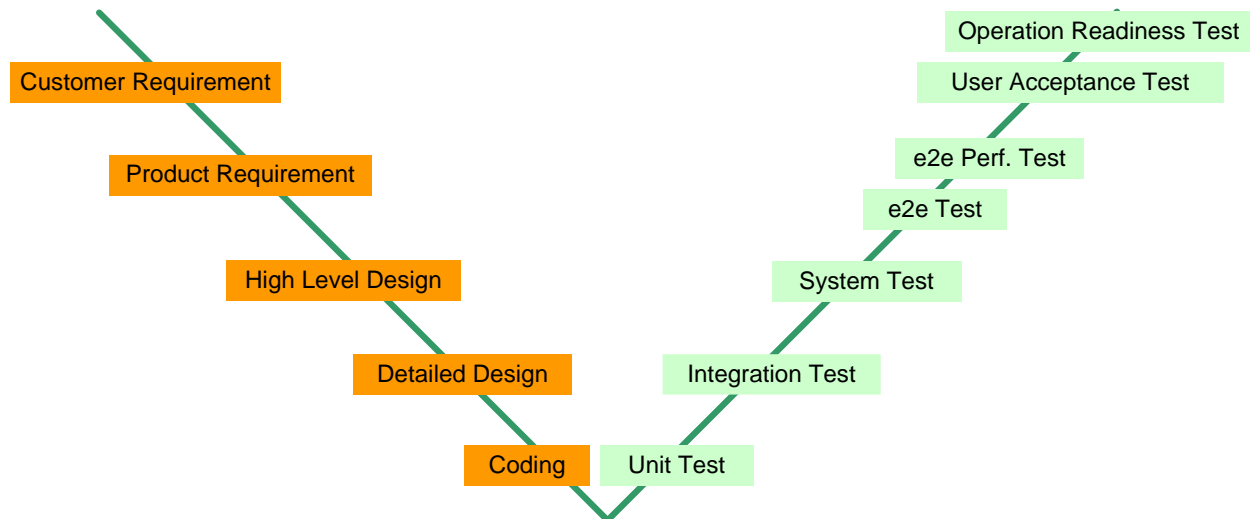 Operation Readiness Test
Customer Requirement
User Acceptance Test
Product Requirement
e2e Perf. Test
e2e Test
High Level Design
System Test
Detailed Design
Integration Test
Coding
Unit Test